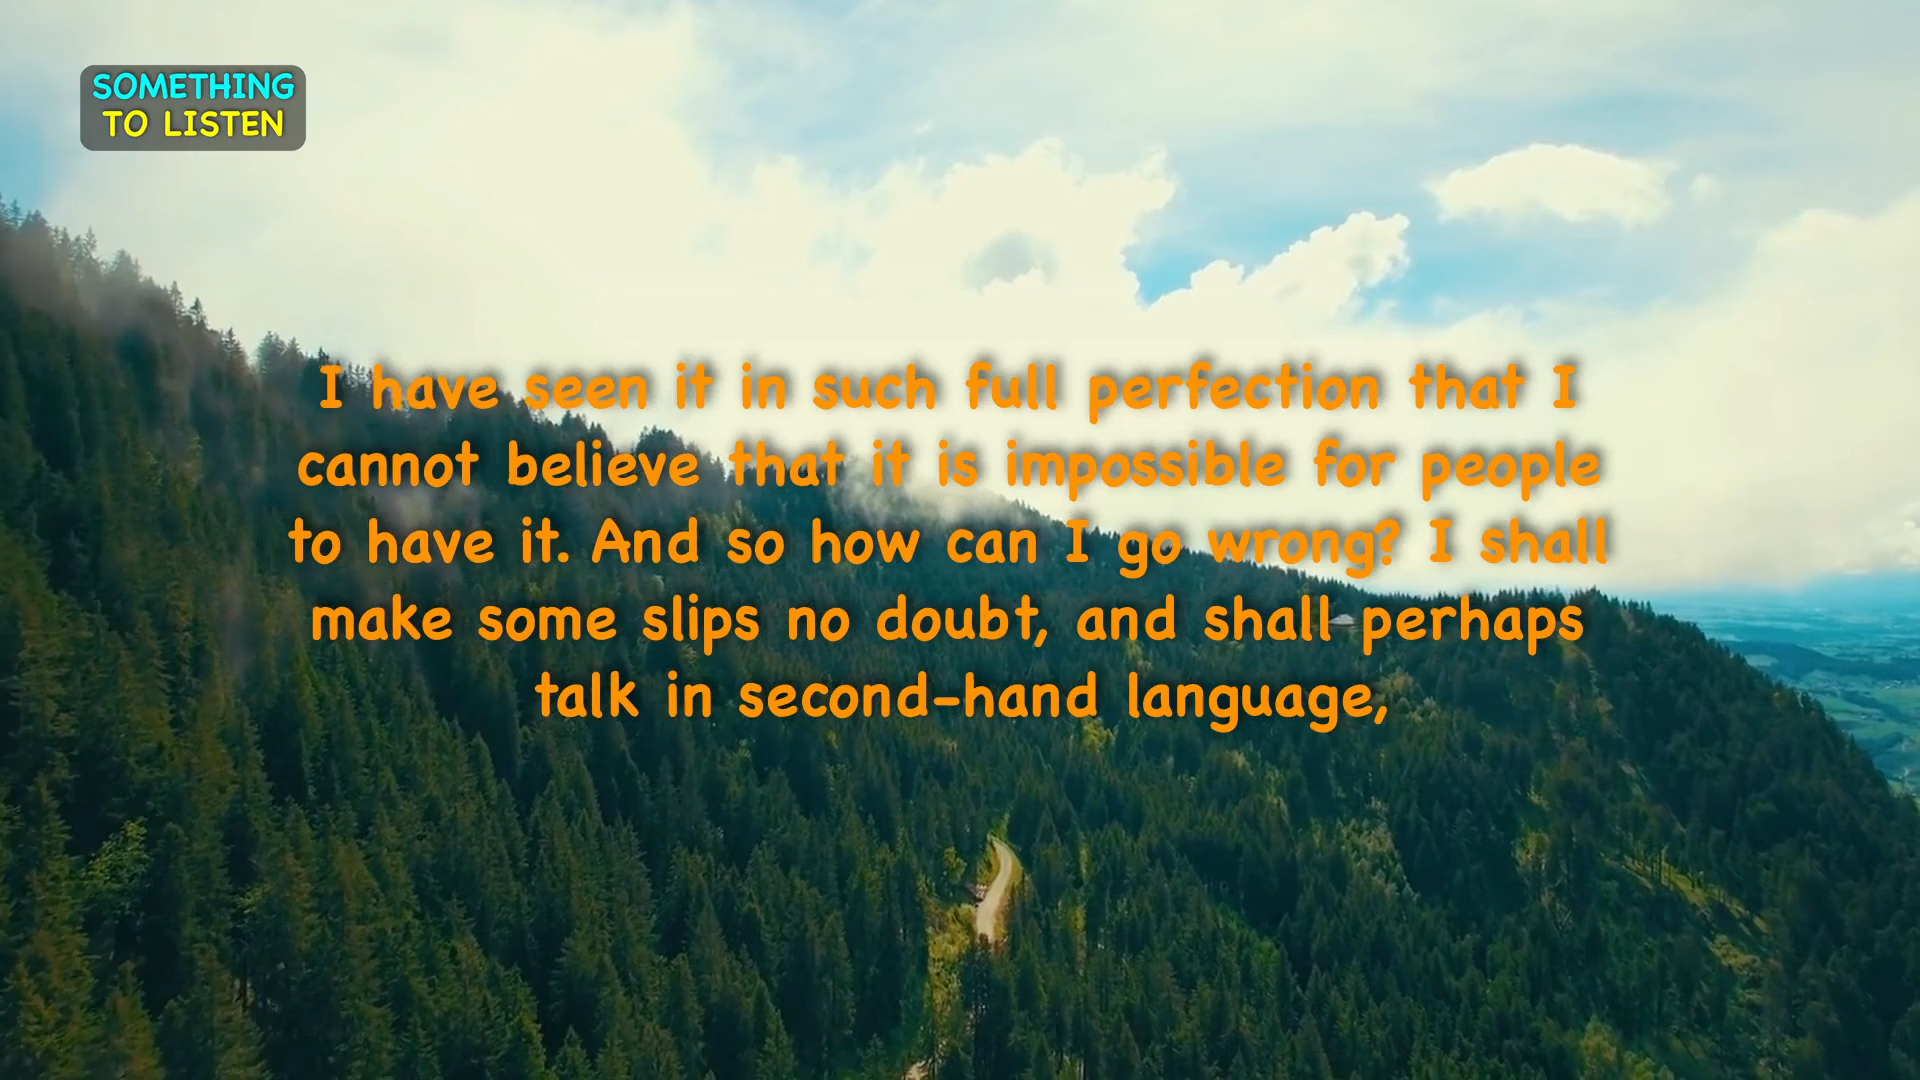 SOMETHING
TO LISTEN
I have seen it in such full perfection that I
cannot believe that it is impossible for people
to have it. And so how can I go wrong? I shall
make some slips no doubt, and shall perhaps
talk in second-hand language,